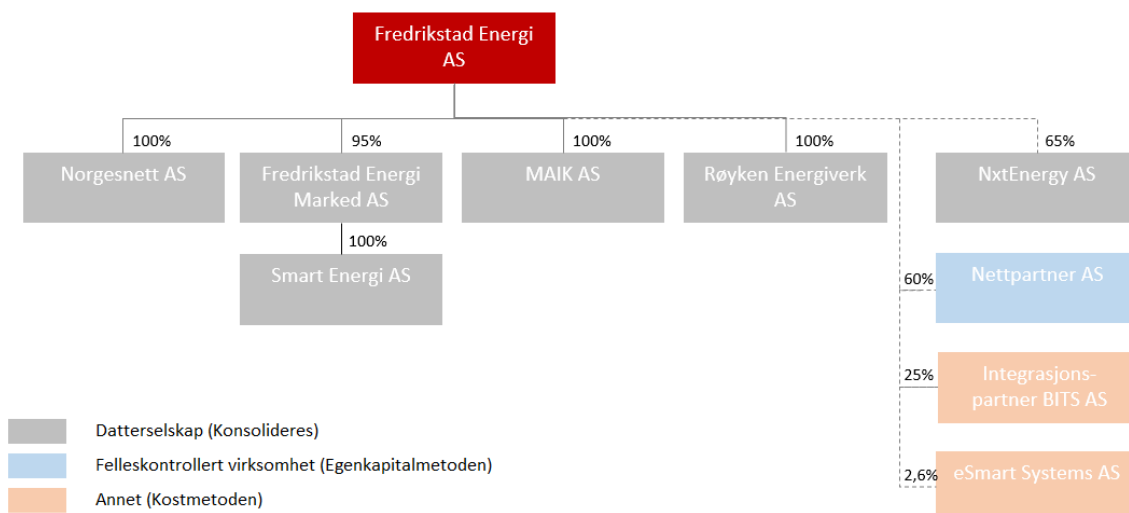 Fredrikstad Energi
AS
100%
95%
100%
100%
65%
Norgesnett AS
Fredrikstad Energi
Marked AS
MAIK AS
Røyken Energiverk
AS
NxtEnergy AS
100%
Smart Energi AS
60%
Nettpartner AS
25%
Integrasjons-
partner BITS AS
2,6%
eSmart Systems AS
Datterselskap (Konsolideres)
Felleskontrollert virksomhet (Egenkapitalmetoden)
Annet (Kostmetoden)